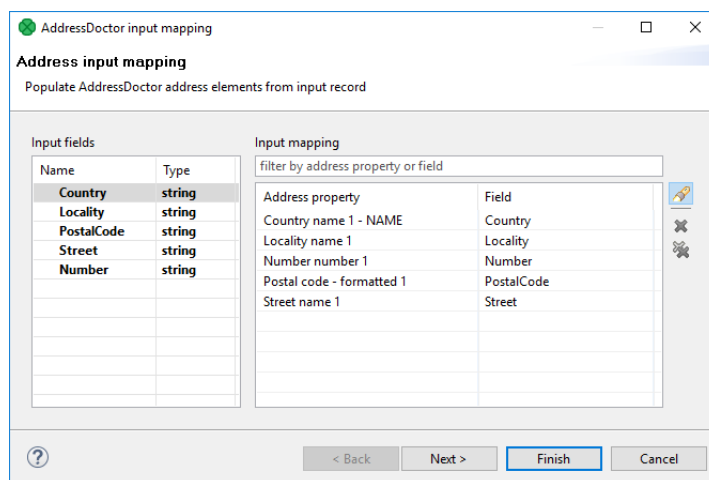 AddressDoctor input mapping
Address input mapping
Populate AddressDoctor address elements from input record
Input fields
Name Type
Country string
Locality string
PostalCode string
Street string
Number string
Input mapping
filter by address property or field
Address property Field
Country name 1 - NAME Country
Locality name 1 Locality
Number number 1 Number
Postal code - formatted 1 PostalCode
Street name 1 Street
?
< Back Next > Finish Cancel